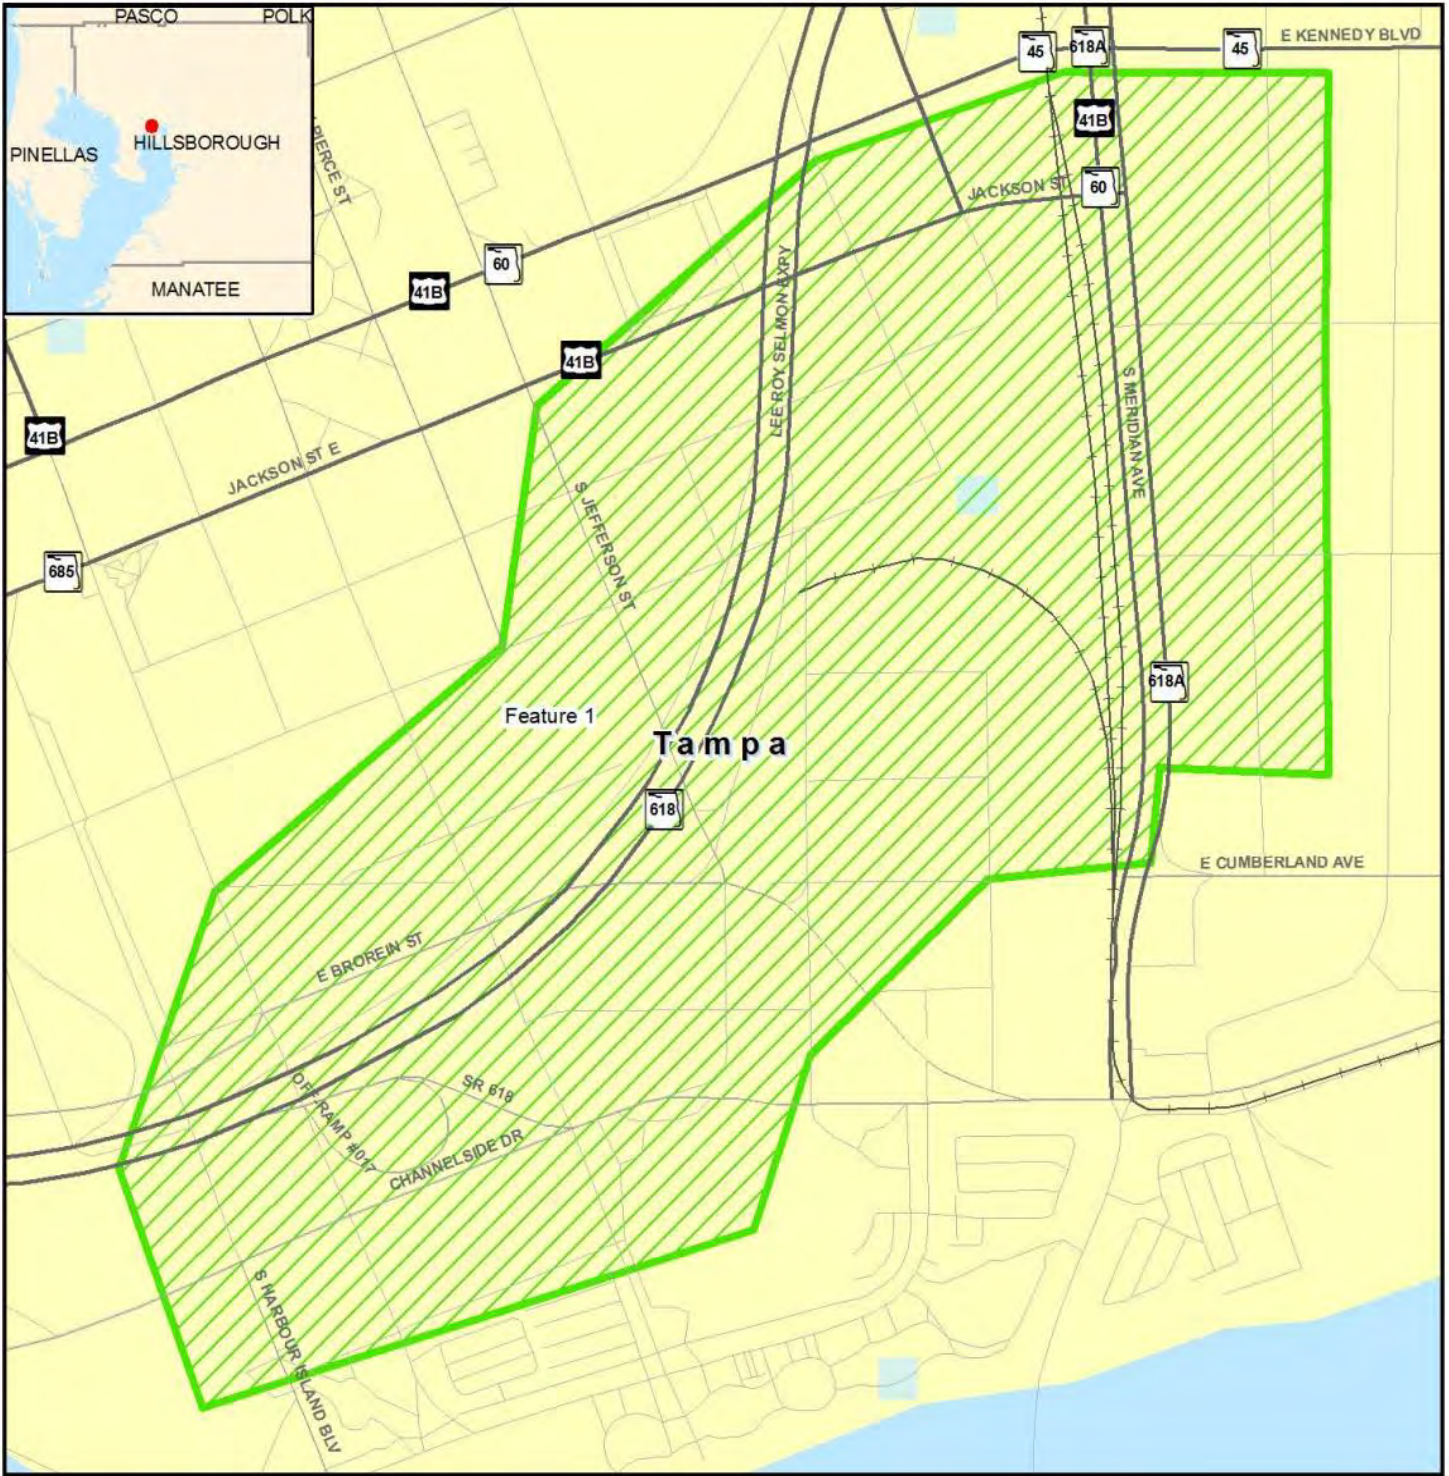 PASCO
POLK
PINELLAS
HILLSBOROUGH
MANATEE
PIERCE ST
45
618A
45
E KENNEDY BLVD
41B
JACKSON ST
60
60
41B
41B
41B
LEE ROY SELMON EXPY
S MERIDIAN AVE
JACKSON ST E
685
S JEFFERSON ST
618A
Feature 1
Tampa
618
E CUMBERLAND AVE
E BROREIN ST
OFF-RAMP #017
SR 618
CHANNELSIDE DR
S HARBOUR ISLAND BLV